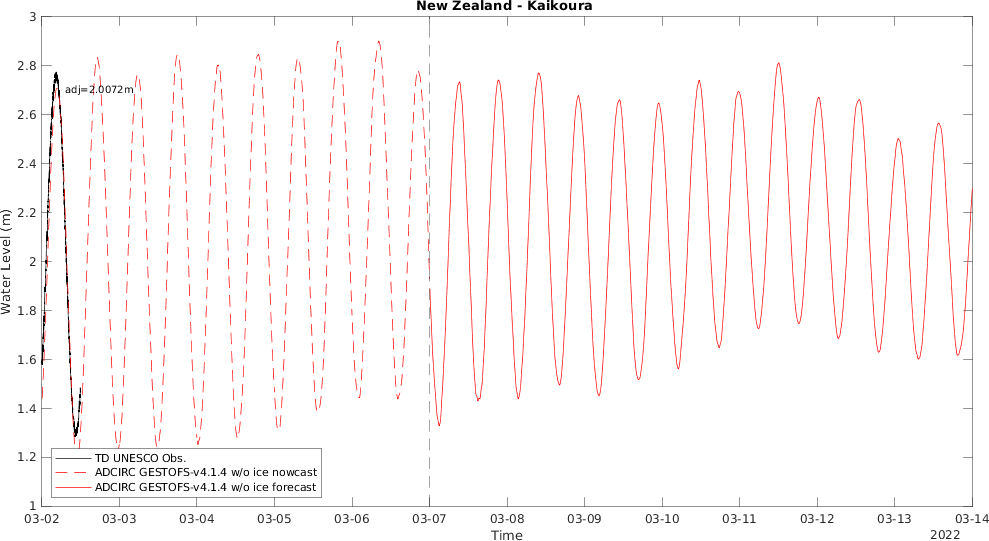 New Zealand - Kaikoura
3
2.8
2.6
2.4
2.2
2
1.8
1.6
1.4
1.2
1
Water Level (m)
adj=2.0072m
TD UNESCO Obs.
ADCIRC GESTOFS-v4.1.4 w/o ice nowcast
ADCIRC GESTOFS-v4.1.4 w/o ice forecast
03-02 03-03 03-04 03-05 03-06 03-07 03-08 03-09 03-10 03-11 03-12 03-13 03-14
Time
2022